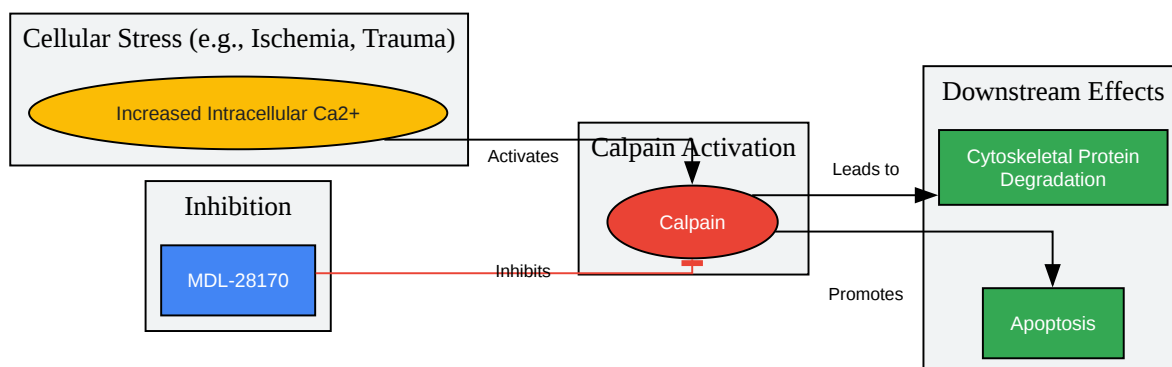 Cellular Stress (e.g., Ischemia, Trauma)
Increased Intracellular Ca2+
Activates
Inhibition
MDL-28170
Inhibits
Calpain Activation
Calpain
Leads to
Promotes
Downstream Effects
Cytoskeletal Protein
Degradation
Apoptosis